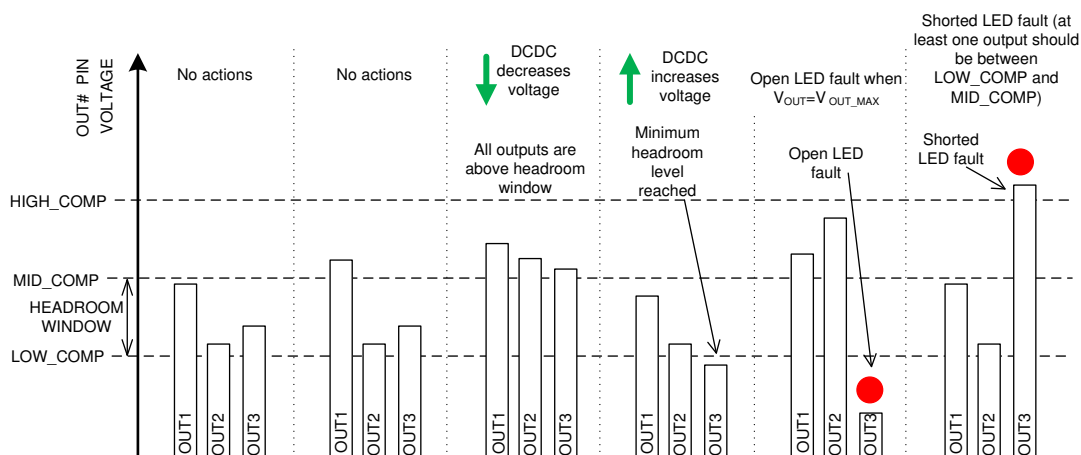 OUT# PIN
VOLTAGE
HIGH_COMP
MID_COMP
HEADROOM
WINDOW
LOW_COMP
No actions
OUT1
OUT2
OUT3
No actions
OUT1
OUT2
OUT3
DCDC
decreases
voltage
All outputs are
above headroom
window
OUT1
OUT2
OUT3
DCDC
increases
voltage
Minimum
headroom
level
reached
OUT1
OUT2
OUT3
Open LED fault when
VOUT=VOUT_MAX
Open LED
fault
OUT1
OUT2
OUT3
Shorted LED fault (at
least one output should
be between
LOW_COMP and
MID_COMP)
Shorted
LED fault
OUT1
OUT2
OUT3